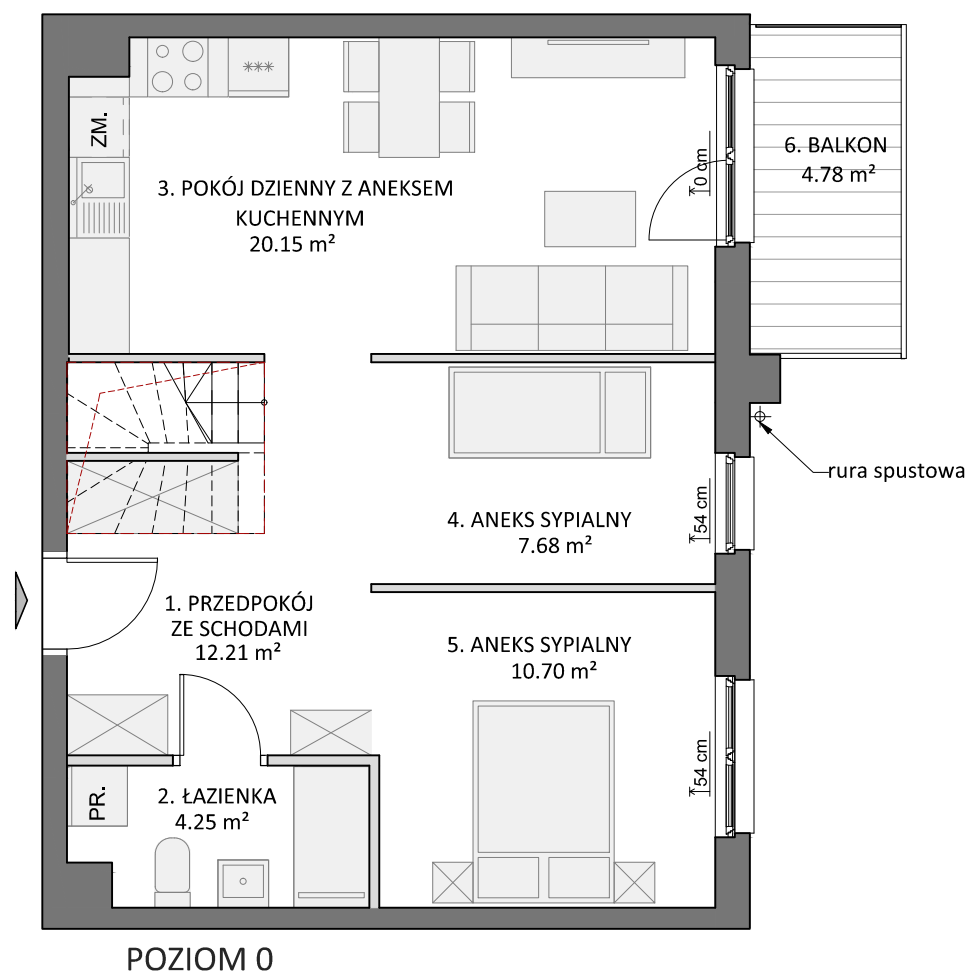 ***
ZM.
3. POKÓJ DZIENNY Z ANEKSEM
KUCHENNYM
20.15 m²
0 cm
6. BALKON
4.78 m²
rura spustowa
4. ANEKS SYPIALNY
7.68 m²
54 cm
1. PRZEDPOKÓJ
ZE SCHODAMI
12.21 m²
5. ANEKS SYPIALNY
10.70 m²
54 cm
PR.
2. ŁAZIENKA
4.25 m²
POZIOM 0